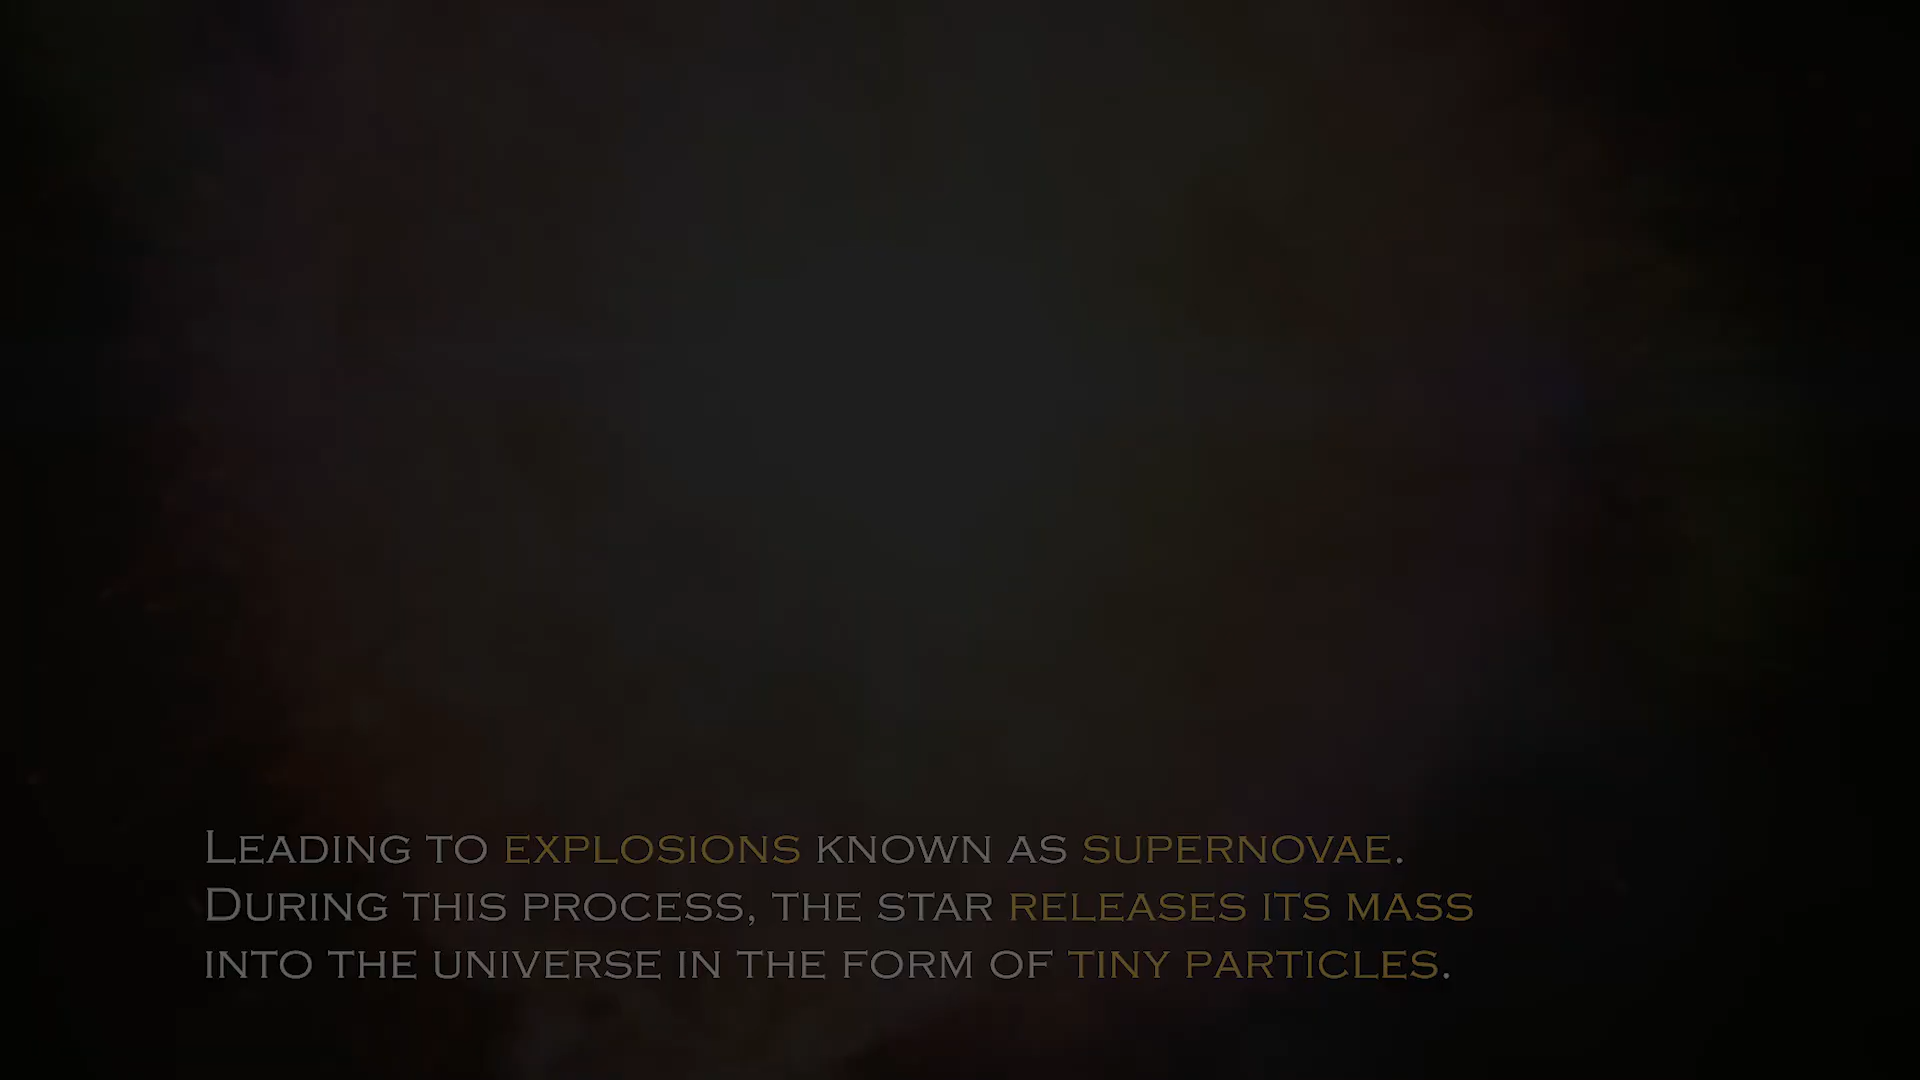 Leading to explosions known as supernovae.
During this process, the star releases its mass
into the universe in the form of tiny particles.